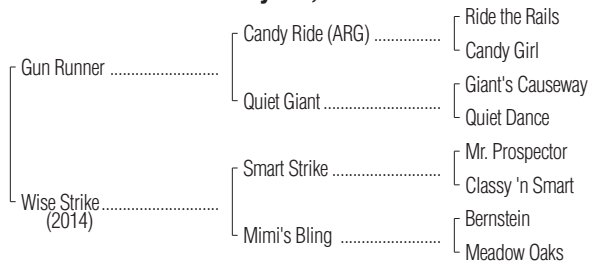 Ride the Rails
Candy Ride (ARG) ................
Candy Girl
Gun Runner ..........................
Giant's Causeway
Quiet Giant ............................
Quiet Dance
Mr. Prospector
Smart Strike ..........................
Classy 'n Smart
Wise Strike............................
(2014)
Bernstein
Mimi's Bling ........................
Meadow Oaks